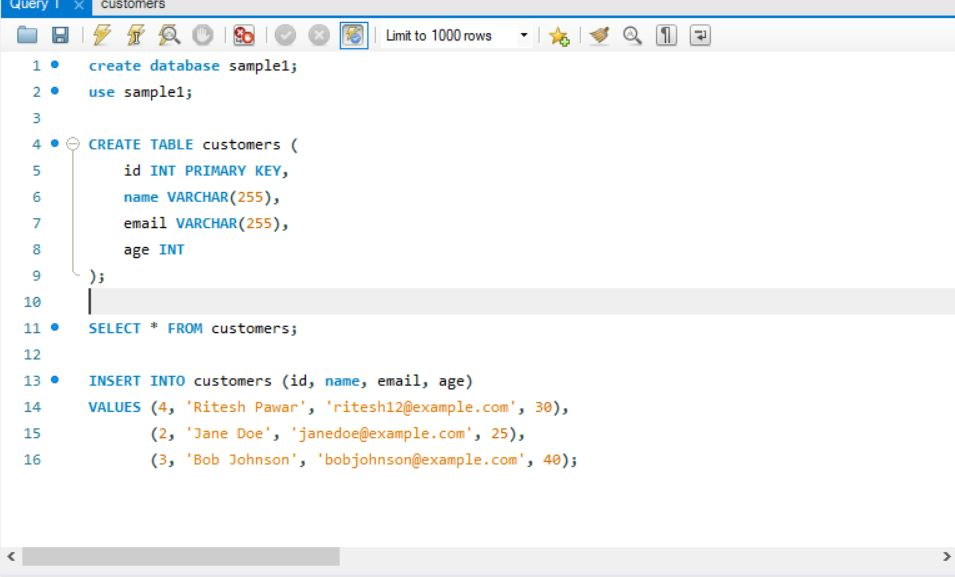 Query 1 × customers
Limit to 1000 rows
1 create database sample1;
2 use sample1;
3
4 CREATE TABLE customers (
5 id INT PRIMARY KEY,
6 name VARCHAR(255),
7 email VARCHAR(255),
8 age INT
9 );
10
11 SELECT * FROM customers;
12
13 INSERT INTO customers (id, name, email, age)
14 VALUES (4, 'Ritesh Pawar', 'ritesh12@example.com', 30),
15 (2, 'Jane Doe', 'janedoe@example.com', 25),
16 (3, 'Bob Johnson', 'bobjohnson@example.com', 40);